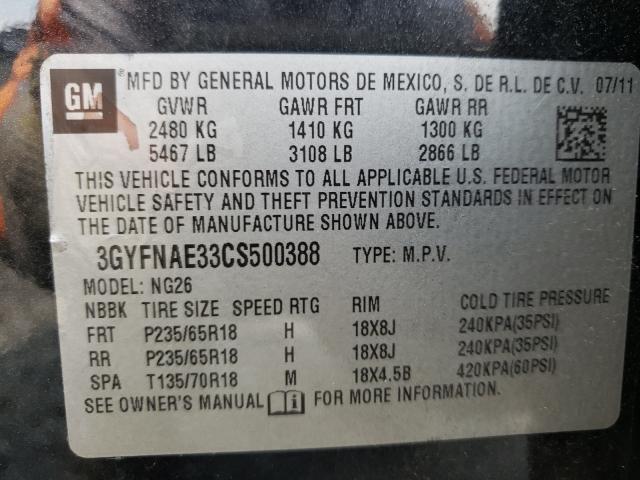 GM ® MFD BY GENERAL MOTORS DE MEXICO, S. DE R.L. DE C.V. 07/11
GVWR GAWR FRT GAWR RR
2480 KG 1410 KG 1300 KG
5467 LB 3108 LB 2866 LB
THIS VEHICLE CONFORMS TO ALL APPLICABLE U.S. FEDERAL MOTOR
VEHICLE SAFETY AND THEFT PREVENTION STANDARDS IN EFFECT ON
THE DATE OF MANUFACTURE SHOWN ABOVE.
3GYFNAE33CS500388 TYPE: M.P.V.
MODEL: NG26
NBBK TIRE SIZE SPEED RTG RIM COLD TIRE PRESSURE
FRT P235/65R18 H 18X8J 240KPA(35PSI)
RR P235/65R18 H 18X8J 240KPA(35PSI)
SPA T135/70R18 M 18X4.5B 420KPA(60PSI)
SEE OWNER'S MANUAL FOR MORE INFORMATION.